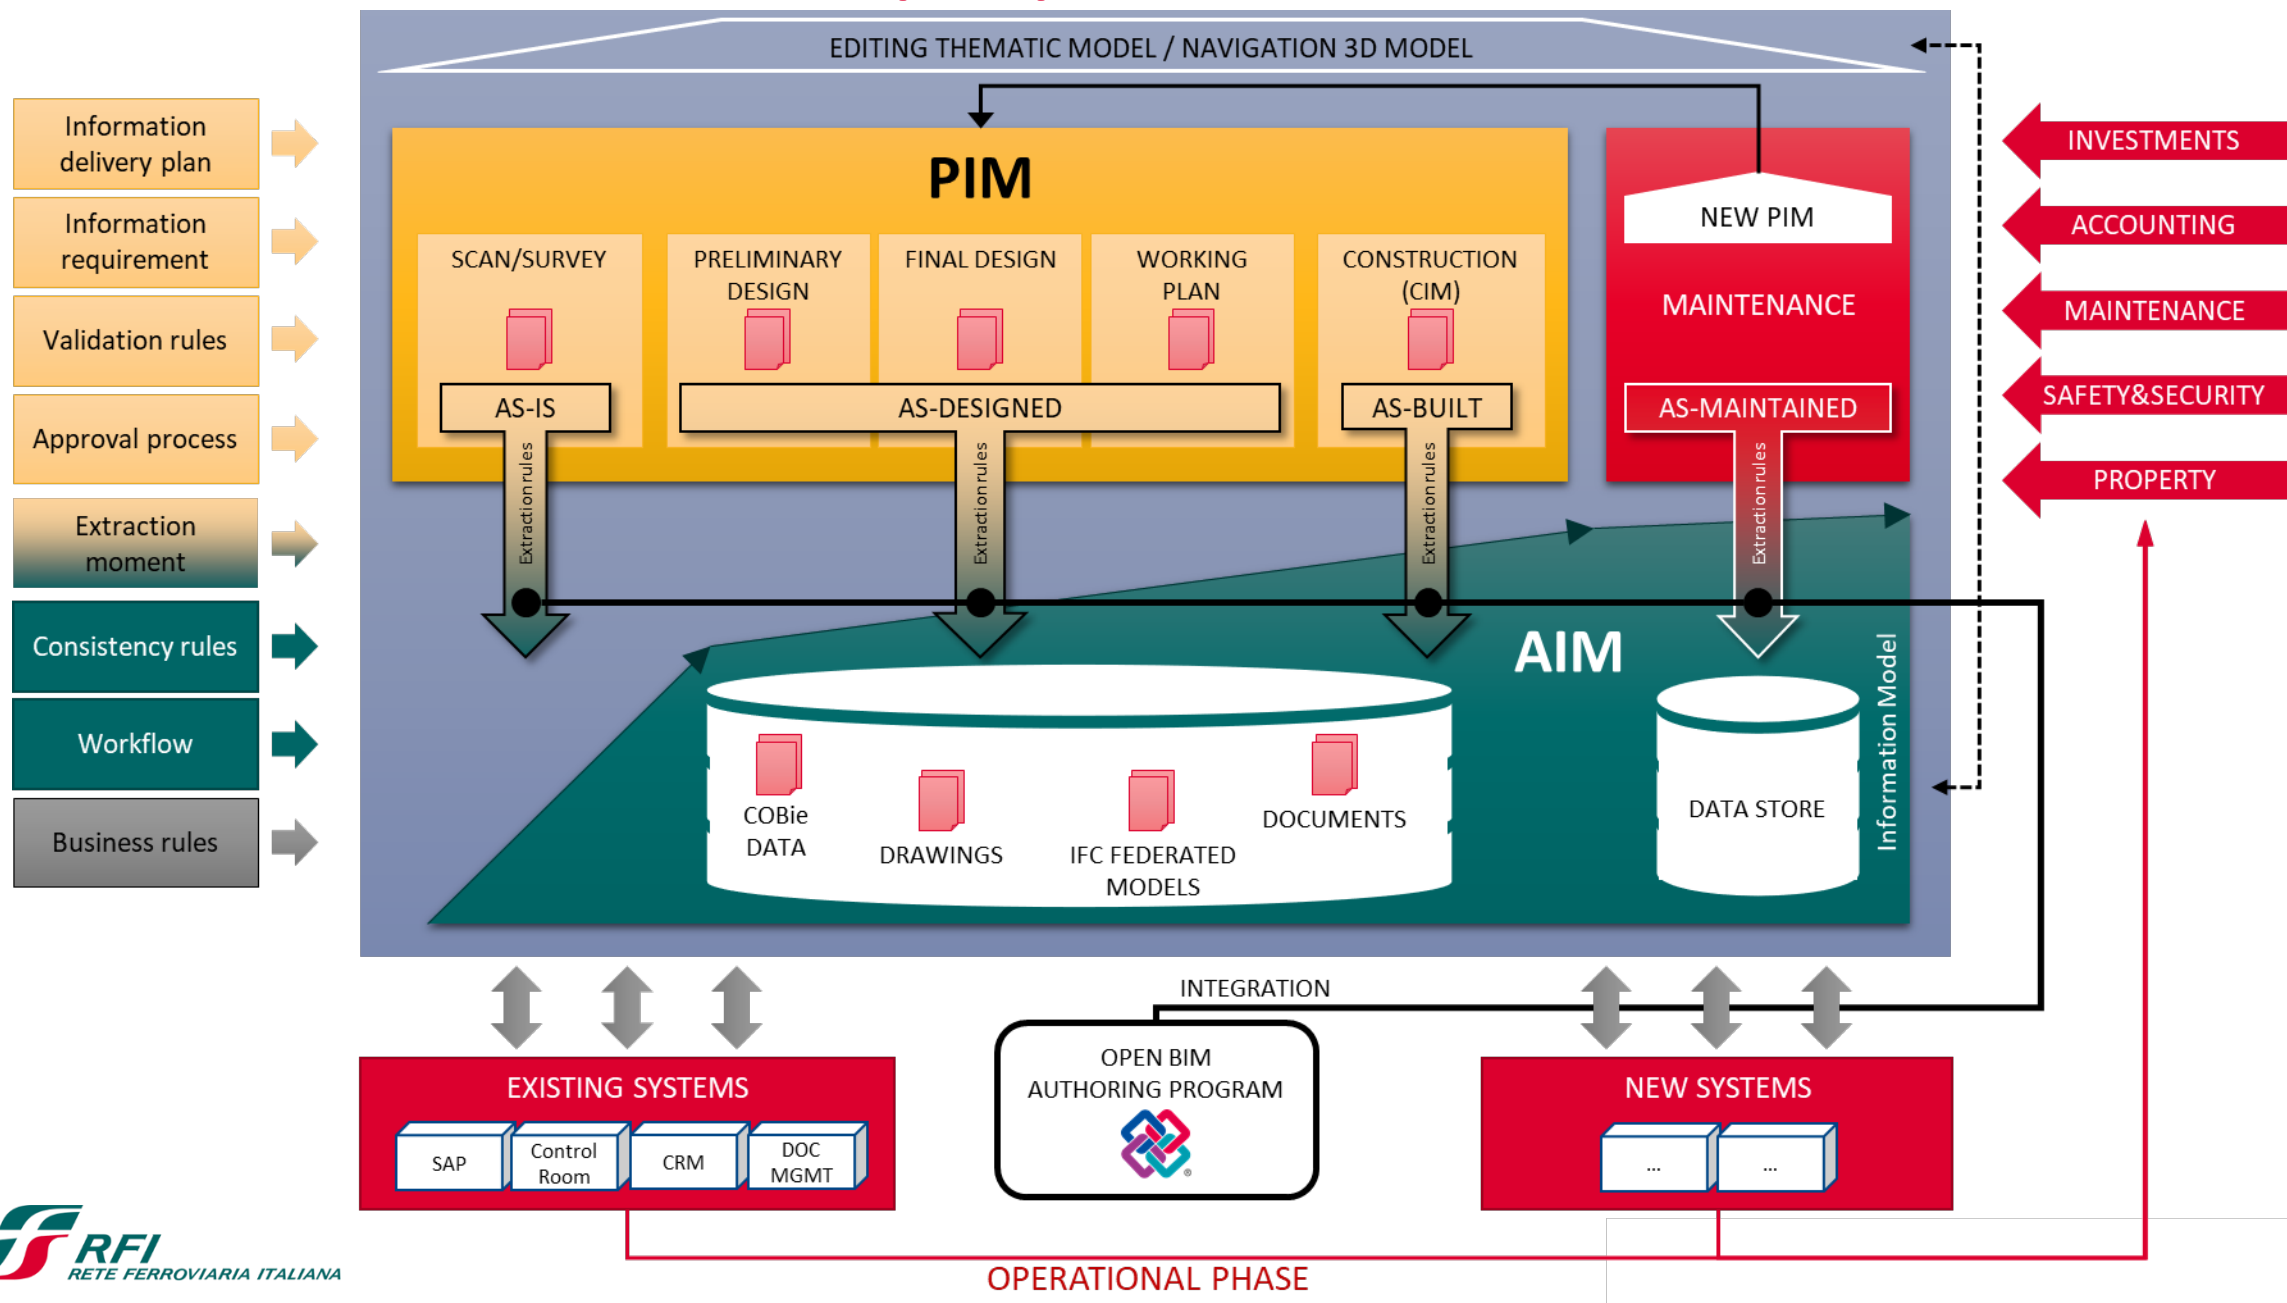 EDITING THEMATIC MODEL / NAVIGATION 3D MODEL
Information
delivery plan
Information
requirement
Validation rules
Approval process
Extraction
moment
Consistency rules
Workflow
Business rules
PIM
SCAN/SURVEY
PRELIMINARY
DESIGN
FINAL DESIGN
WORKING
PLAN
CONSTRUCTION
(CIM)
AS-IS
AS-DESIGNED
AS-BUILT
NEW PIM
MAINTENANCE
AS-MAINTAINED
Extraction rules
Extraction rules
Extraction rules
Extraction rules
INVESTMENTS
ACCOUNTING
MAINTENANCE
SAFETY&SECURITY
PROPERTY
AIM
Information Model
COBie
DATA
DRAWINGS
IFC FEDERATED
MODELS
DOCUMENTS
DATA STORE
INTEGRATION
EXISTING SYSTEMS
SAP
Control
Room
CRM
DOC
MGMT
OPEN BIM
AUTHORING PROGRAM
®
NEW SYSTEMS
...
...
OPERATIONAL PHASE
RFI
RETE FERROVIARIA ITALIANA